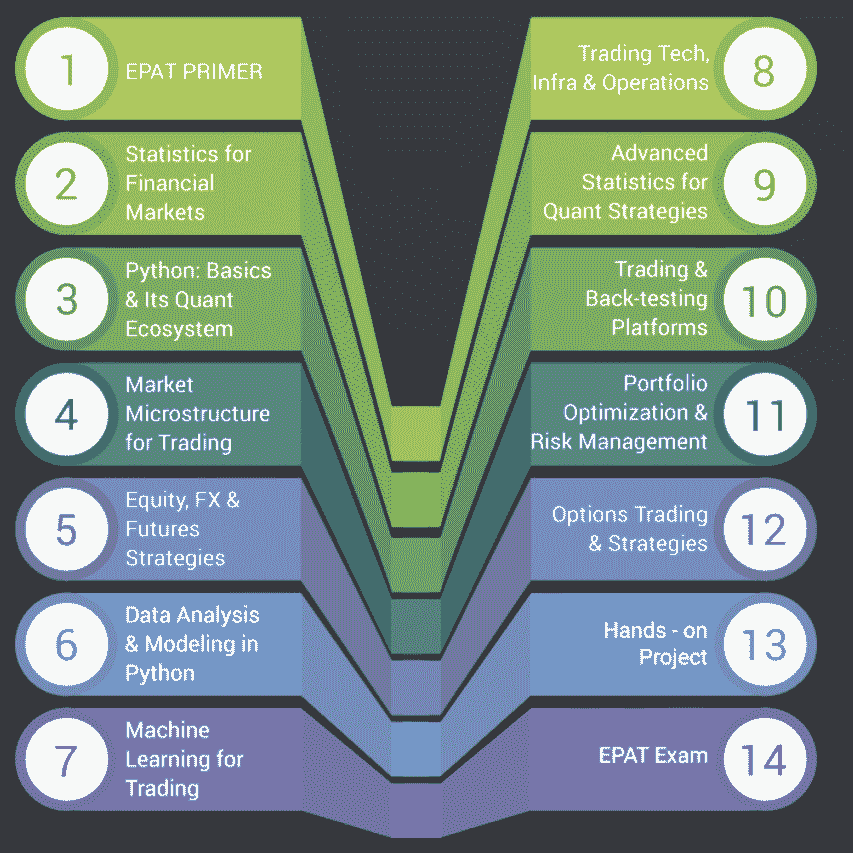 1
EPAT PRIMER
2
Statistics for
Financial
Markets
3
Python: Basics
& Its Quant
Ecosystem
4
Market
Microstructure
for Trading
5
Equity, FX &
Futures
Strategies
6
Data Analysis
& Modeling in
Python
7
Machine
Learning for
Trading
Trading Tech,
Infra & Operations
8
Advanced
Statistics for
Quant Strategies
9
Trading &
Back-testing
Platforms
10
Portfolio
Optimization &
Risk Management
11
Options Trading
& Strategies
12
Hands - on
Project
13
EPAT Exam
14